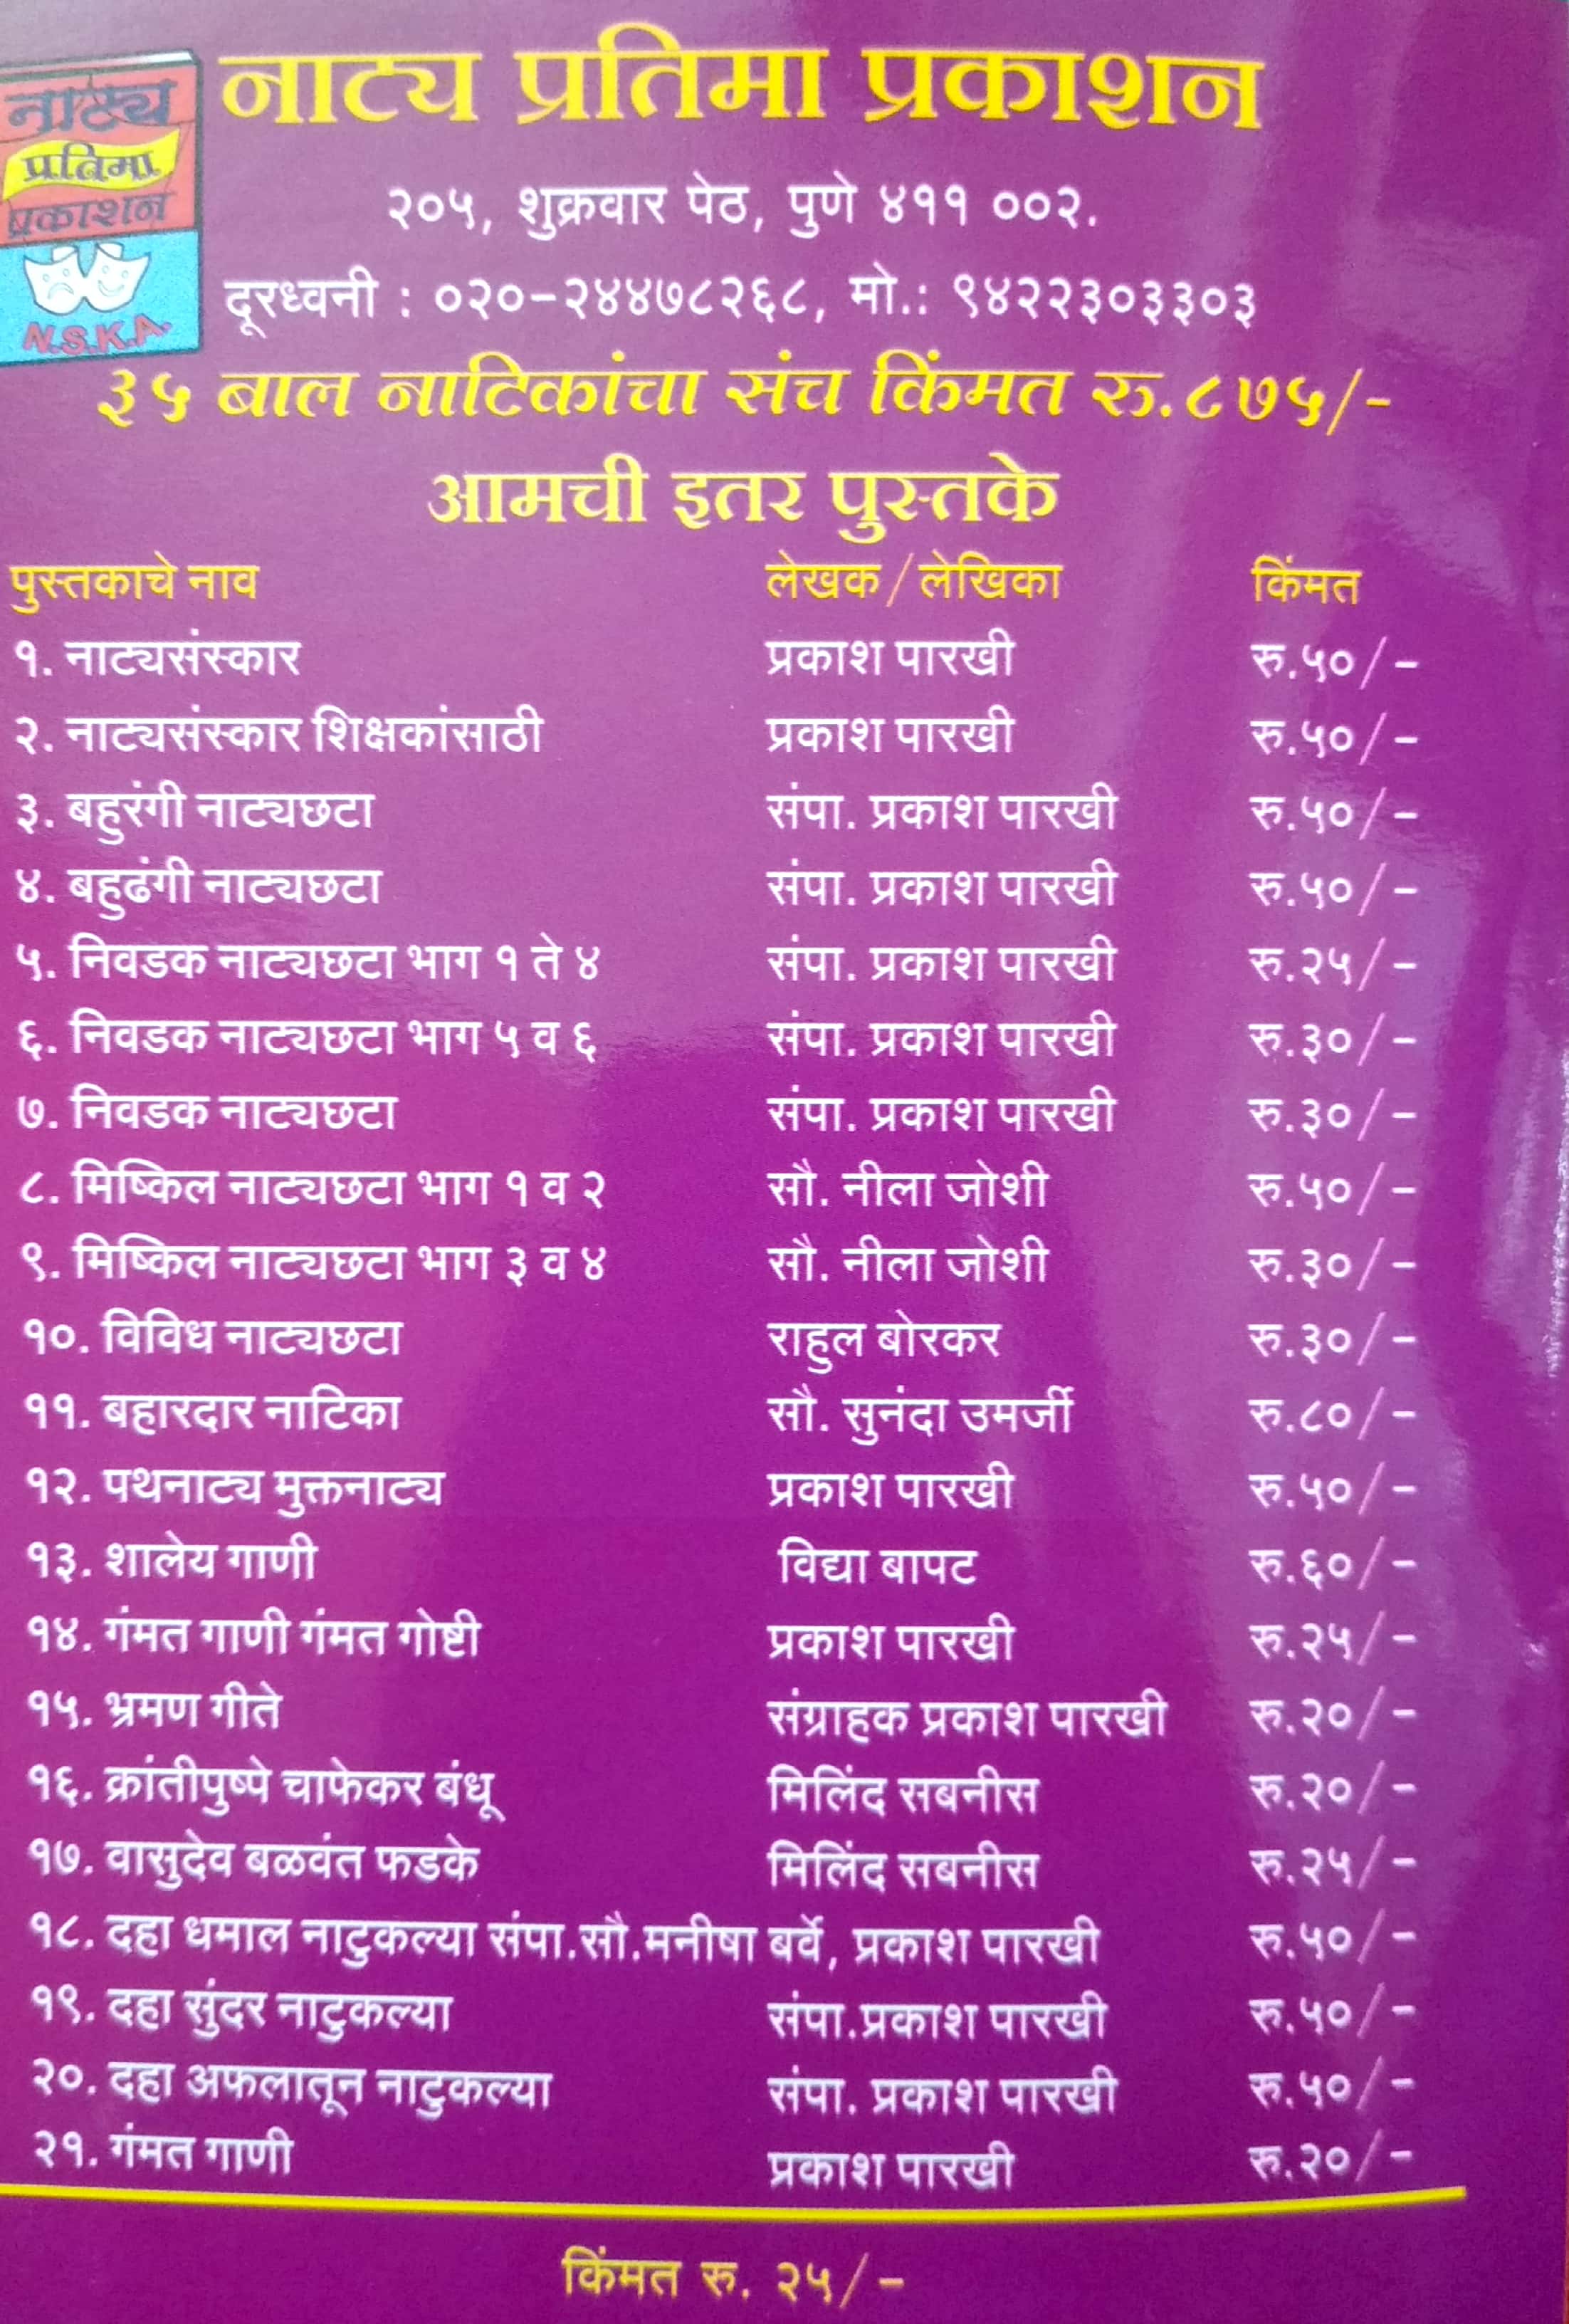 नाट्य प्रतिमा प्रकाशन
नाट्य
प्रतिमा
प्रकाशन
N.S.K.A.
२०५, शुक्रवार पेठ, पुणे ४११ ००२.
दूरध्वनी : ०२०-२४४७८२६८, मो.: ९४२२३०३३०३
३५ बाल नाटिकांचा संच किंमत रु.८७५/-
आमची इतर पुस्तके
पुस्तकाचे नाव लेखक/लेखिका किंमत
१. नाट्यसंस्कार प्रकाश पारखी रु.५०/-
२. नाट्यसंस्कार शिक्षकांसाठी प्रकाश पारखी रु.५०/-
३. बहुरंगी नाट्यछटा संपा. प्रकाश पारखी रु.५०/-
४. बहुढंगी नाट्यछटा संपा. प्रकाश पारखी रु.५०/-
५. निवडक नाट्यछटा भाग १ ते ४ संपा. प्रकाश पारखी रु.२५/-
६. निवडक नाट्यछटा भाग ५ व ६ संपा. प्रकाश पारखी रु.३०/-
७. निवडक नाट्यछटा संपा. प्रकाश पारखी रु.३०/-
८. मिष्किल नाट्यछटा भाग १ व २ सौ. नीला जोशी रु.५०/-
९. मिष्किल नाट्यछटा भाग ३ व ४ सौ. नीला जोशी रु.३०/-
१०. विविध नाट्यछटा राहुल बोरकर रु.३०/-
११. बहारदार नाटिका सौ. सुनंदा उमर्जी रु.८०/-
१२. पथनाट्य मुक्तनाट्य प्रकाश पारखी रु.५०/-
१३. शालेय गाणी विद्या बापट रु.६०/-
१४. गंमत गाणी गंमत गोष्टी प्रकाश पारखी रु.२५/-
१५. भ्रमण गीते संग्राहक प्रकाश पारखी रु.२०/-
१६. क्रांतीपुष्पे चाफेकर बंधू मिलिंद सबनीस रु.२०/-
१७. वासुदेव बळवंत फडके मिलिंद सबनीस रु.२५/-
१८. दहा धमाल नाटुकल्या संपा.सौ.मनीषा बर्वे, प्रकाश पारखी रु.५०/-
१९. दहा सुंदर नाटुकल्या संपा.प्रकाश पारखी रु.५०/-
२०. दहा अफलातून नाटुकल्या संपा. प्रकाश पारखी रु.५०/-
२१. गंमत गाणी प्रकाश पारखी रु.२०/-
किंमत रु. २५/-